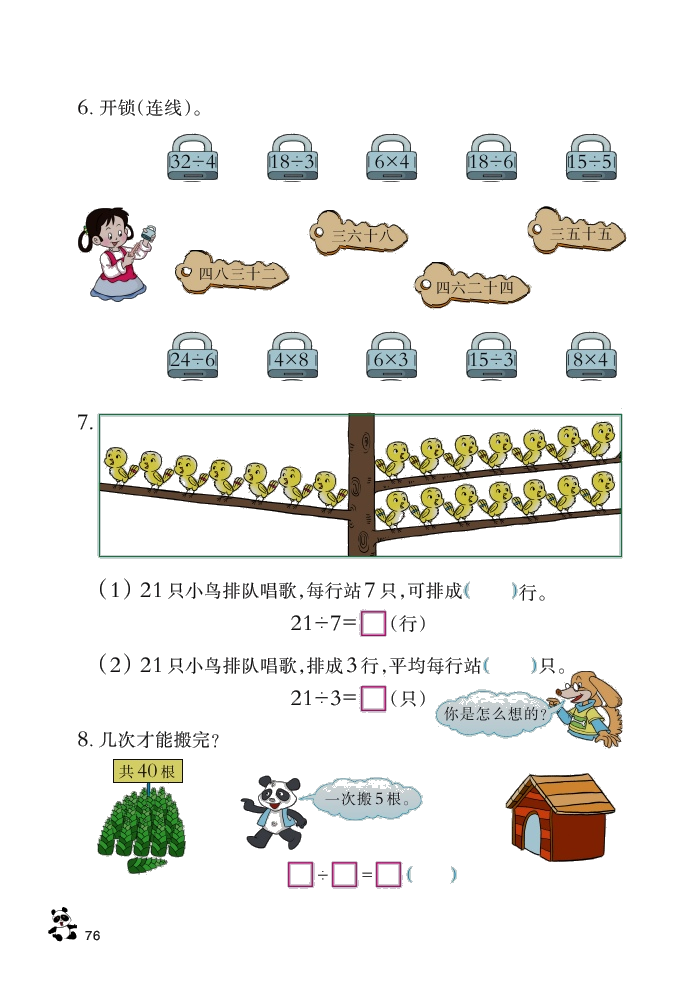 6. 开锁(连线)。
32÷4 18÷3 6×4 18÷6 15÷5
三六十八 三五十五
四八三十二 四六二十四
24÷6 4×8 6×3 15÷3 8×4
7.
(1) 21只小鸟排队唱歌,每行站7只,可排成( )行。
21÷7=□(行)
(2) 21只小鸟排队唱歌,排成3行,平均每行站( )只。
21÷3=□(只)
你是怎么想的?
8. 几次才能搬完?
共40根
一次搬5根。
□÷□=□( )
76